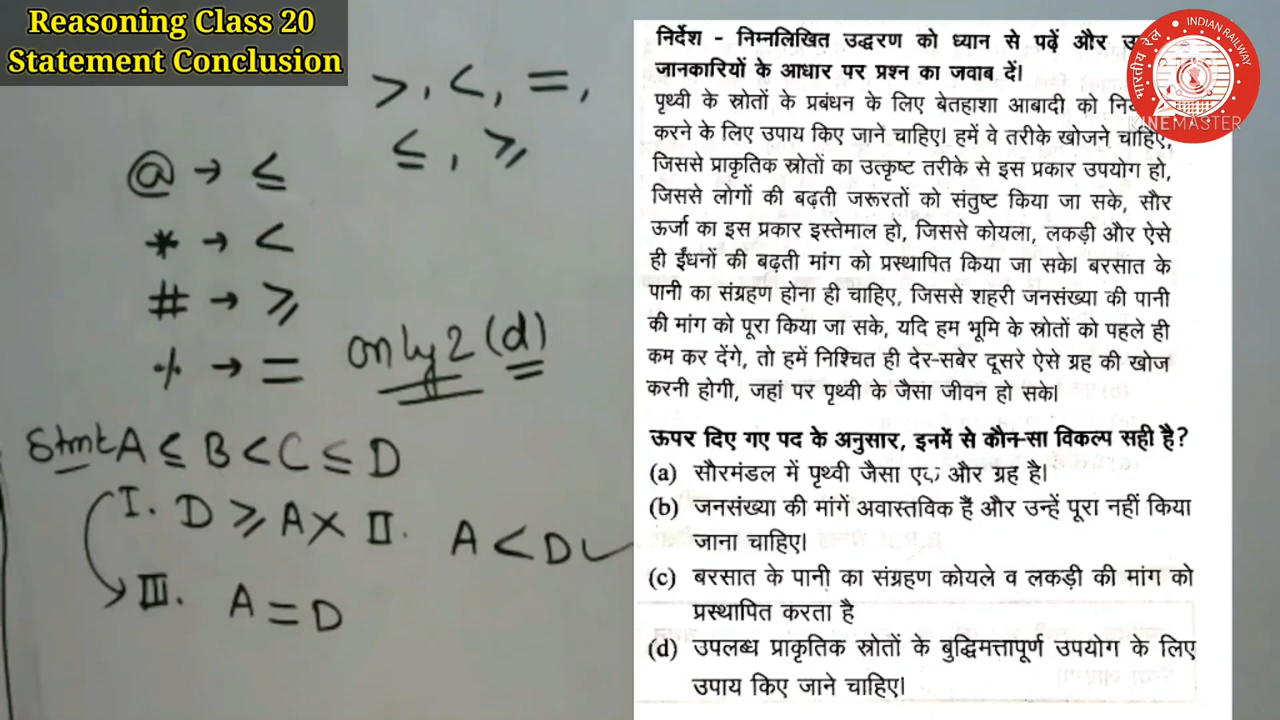 Reasoning Class 20
Statement Conclusion
>, <, =,
≤, ≥
@ → ≤
* → <
# → ≥
% → =
only 2 (d)
Stmt A ≤ B < C ≤ D
I. D ≥ A × II. A < D ✓
III. A = D
निर्देश - निम्नलिखित उद्धरण को ध्यान से पढ़ें और
जानकारियों के आधार पर प्रश्न का जवाब दें।
पृथ्वी के स्रोतों के प्रबंधन के लिए बेतहाशा आबादी को
करने के लिए उपाय किए जाने चाहिए। हमें वे तरीके खोजने चाहिए,
जिससे प्राकृतिक स्रोतों का उत्कृष्ट तरीके से इस प्रकार उपयोग हो,
जिससे लोगों की बढ़ती जरूरतों को संतुष्ट किया जा सके, सौर
ऊर्जा का इस प्रकार इस्तेमाल हो, जिससे कोयला, लकड़ी और ऐसे
ही ईंधनों की बढ़ती मांग को प्रस्थापित किया जा सके। बरसात के
पानी का संग्रहण होना ही चाहिए, जिससे शहरी जनसंख्या की पानी
की मांग को पूरा किया जा सके, यदि हम भूमि के स्रोतों को पहले ही
कम कर देंगे, तो हमें निश्चित ही देर-सबेर दूसरे ऐसे ग्रह की खोज
करनी होगी, जहां पर पृथ्वी के जैसा जीवन हो सके।
ऊपर दिए गए पद के अनुसार, इनमें से कौन-सा विकल्प सही है?
(a) सौरमंडल में पृथ्वी जैसा और ग्रह है।
(b) जनसंख्या की मांगें अवास्तविक हैं और उन्हें पूरा नहीं किया
जाना चाहिए।
(c) बरसात के पानी का संग्रहण कोयले व लकड़ी की मांग को
प्रस्थापित करता है
(d) उपलब्ध प्राकृतिक स्रोतों के बुद्धिमत्तापूर्ण उपयोग के लिए
उपाय किए जाने चाहिए।
भारतीय रेल INDIAN RAILWAY
KINEMASTER